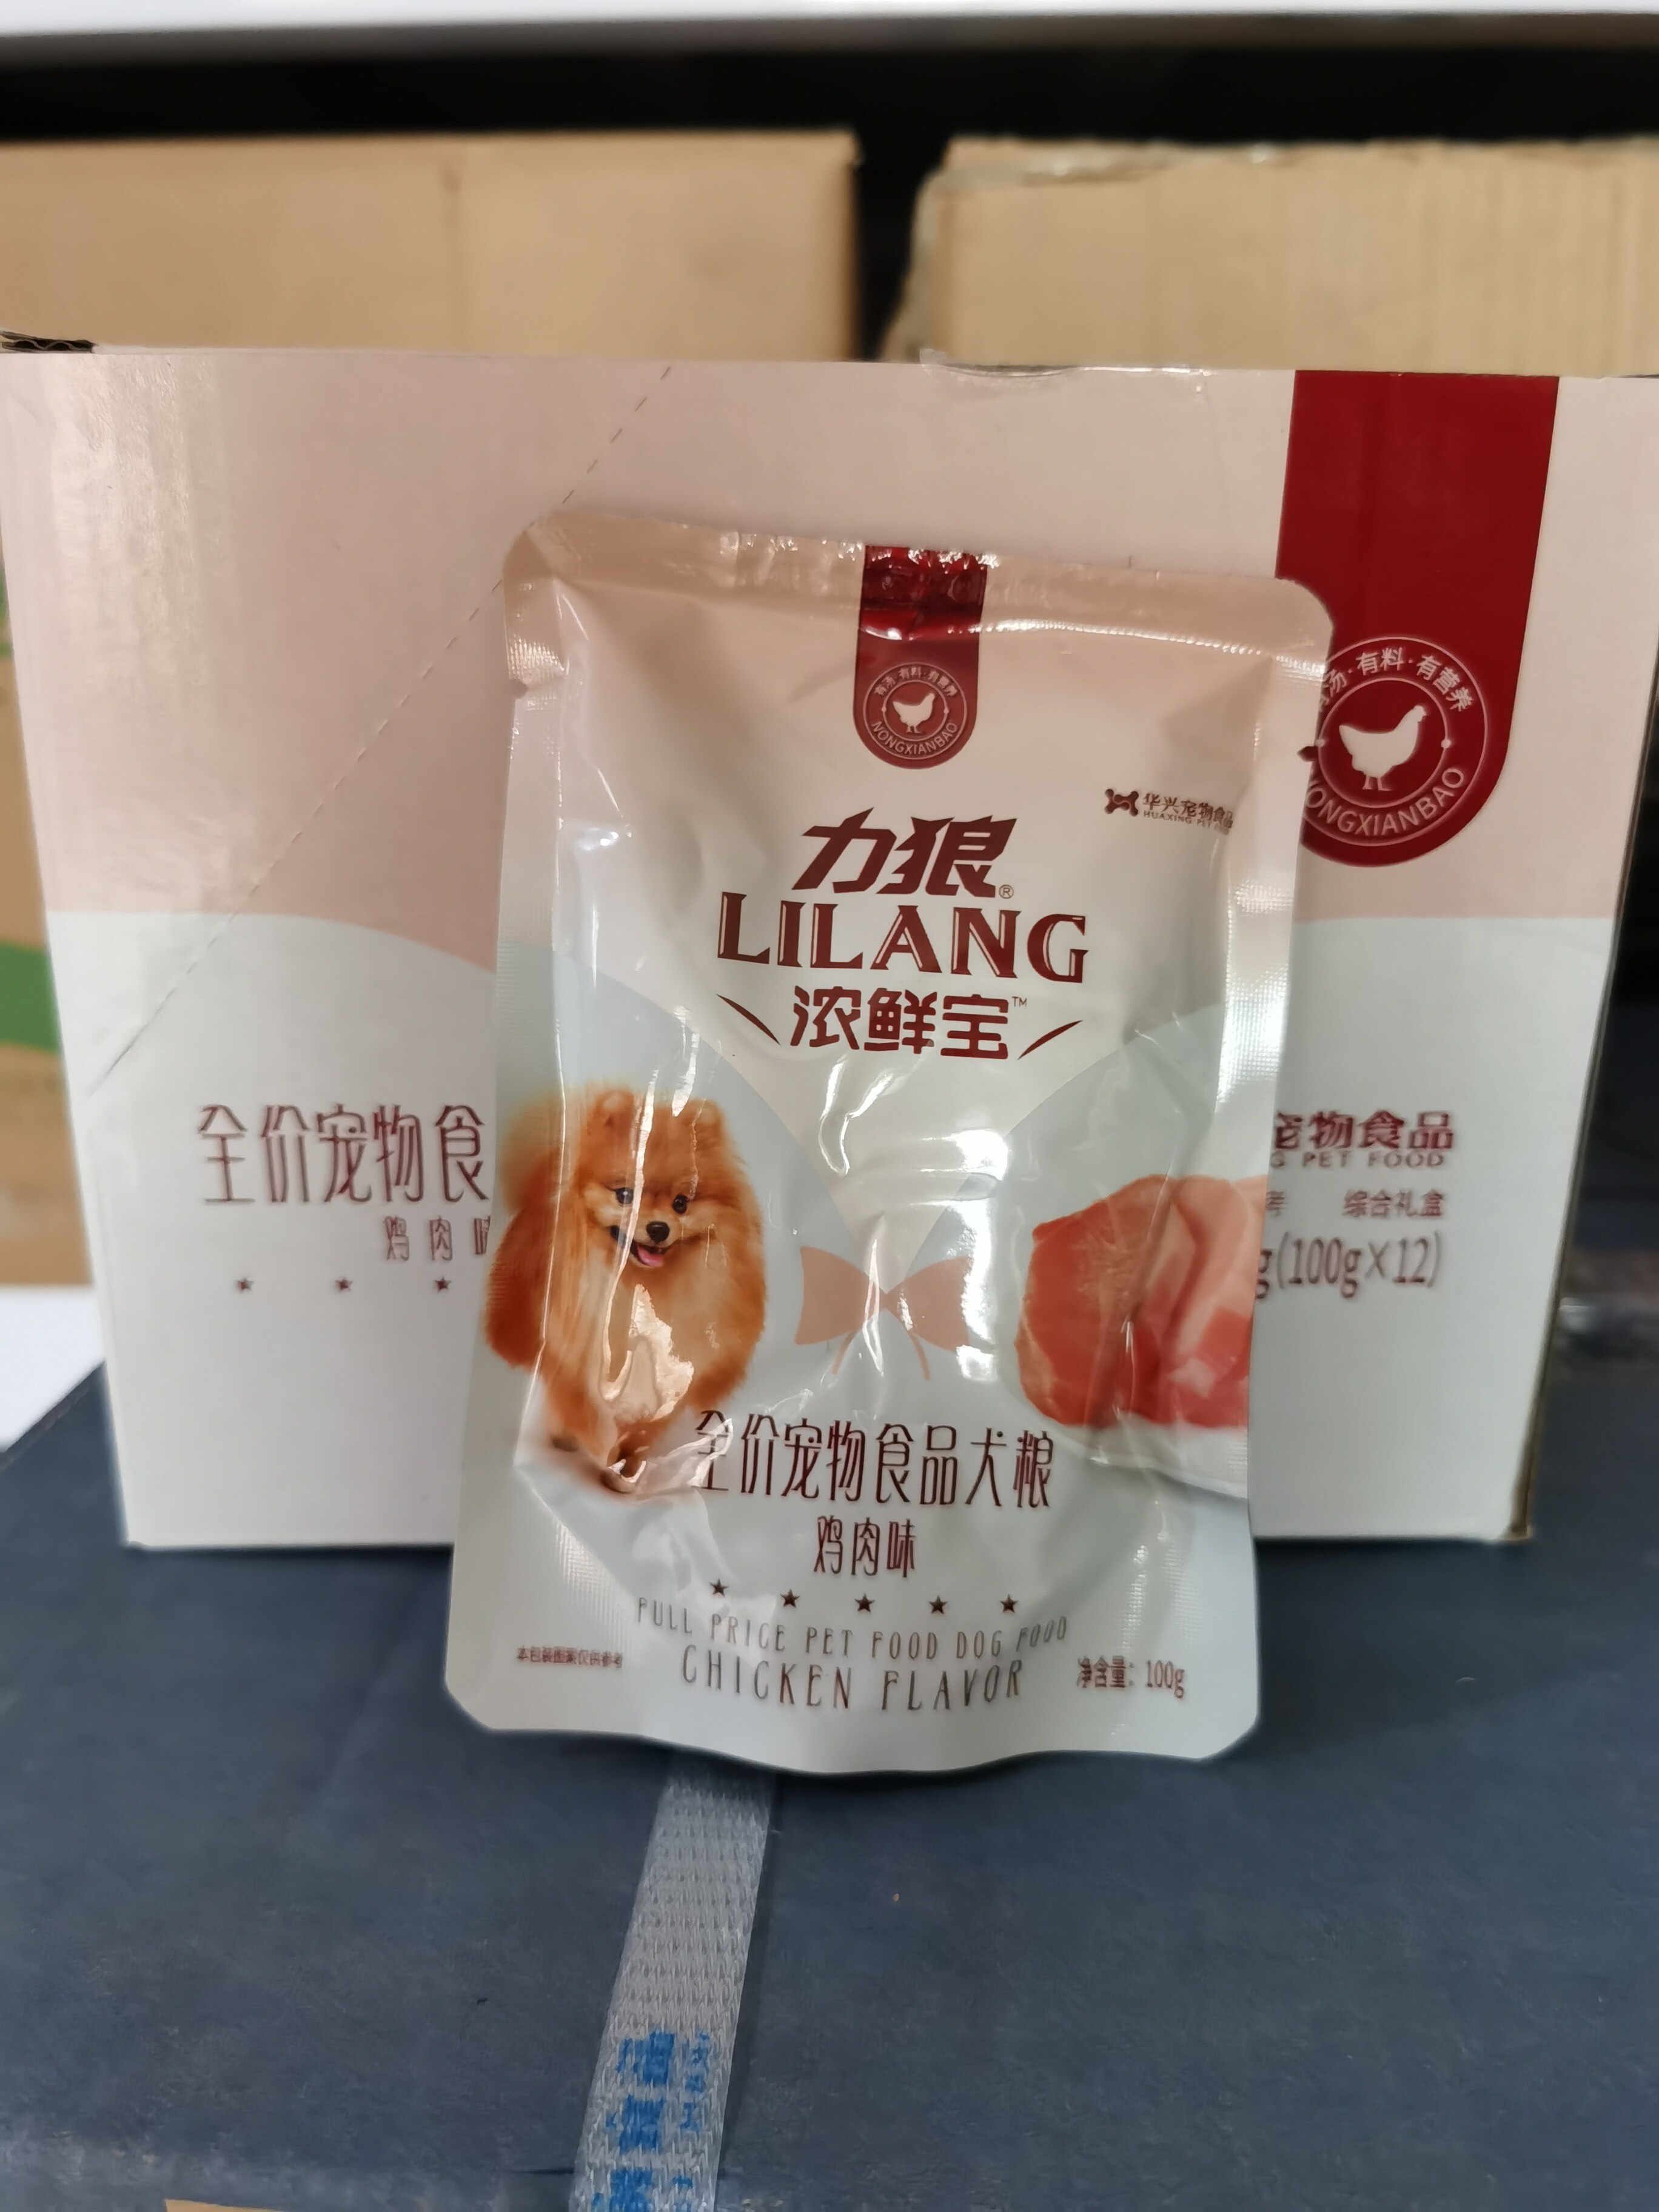 有汤·有料·有营养
NONGXIANBAO
华兴宠物食品
HUAXING PET
力狼®
LILANG
浓鲜宝™
全价宠物食品犬粮
鸡肉味
FULL PRICE PET FOOD DOG FOOD
CHICKEN FLAVOR
本包装图案仅供参考
净含量：100g
汤·有料·有营养
NONGXIANBAO
全价宠物食
鸡肉味
宠物食品
G PET FOOD
考 综合礼盒
g(100g×12)